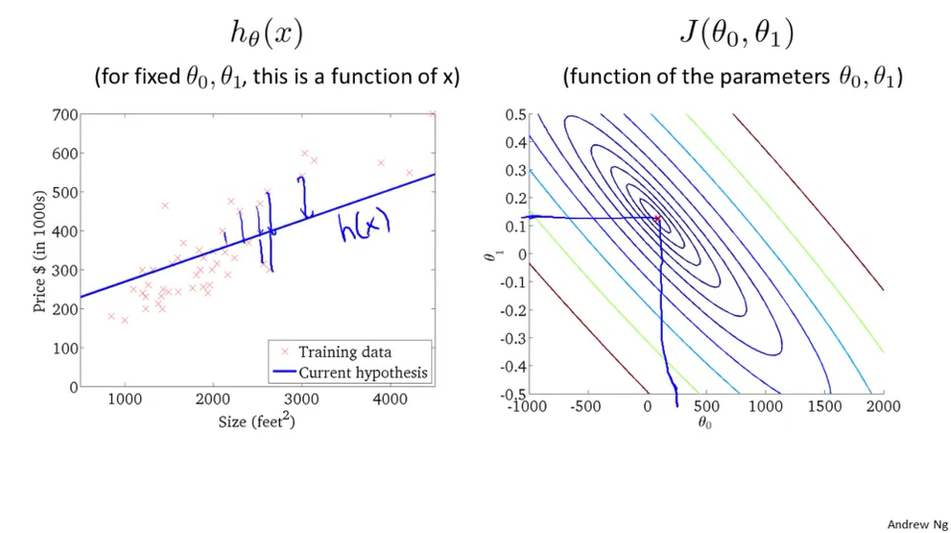 hθ(x)
(for fixed θ0, θ1, this is a function of x)
700
600
500
400
300
200
100
0
Price $ (in 1000s)
1000 2000 3000 4000
Size (feet²)
h(x)
× Training data
Current hypothesis
J(θ0, θ1)
(function of the parameters θ0, θ1)
0.5
0.4
0.3
0.2
0.1
0
-0.1
-0.2
-0.3
-0.4
-0.5
θ1
-1000 -500 0 500 1000 1500 2000
θ0
Andrew Ng